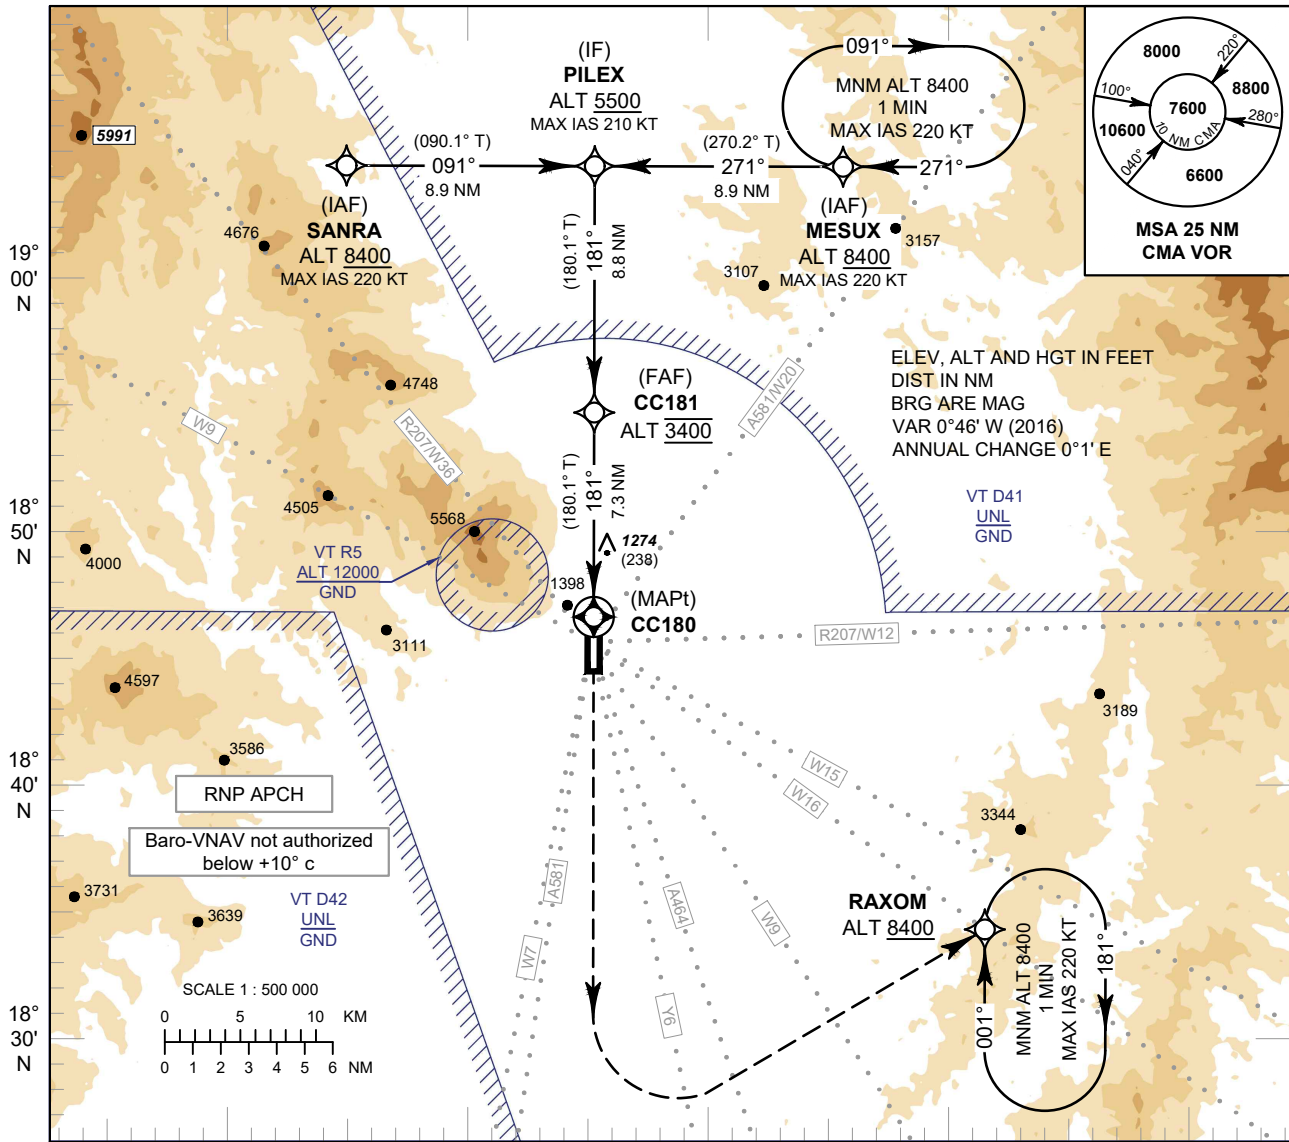 (IF)
PILEX
ALT 5500
MAX IAS 210 KT
091°
MNM ALT 8400
1 MIN
MAX IAS 220 KT
271°
8000
220°
8800
100°
7600
280°
10 NM CMA
10600
040°
6600
MSA 25 NM
CMA VOR
5991
(090.1° T)
091°
8.9 NM
(270.2° T)
271°
8.9 NM
(IAF)
SANRA
ALT 8400
MAX IAS 220 KT
(IAF)
MESUX
ALT 8400
MAX IAS 220 KT
4676
3157
3107
19°
00'
N
(180.1° T)
181°
8.8 NM
4748
W9
R207/W36
A581/W20
(FAF)
CC181
ALT 3400
ELEV, ALT AND HGT IN FEET
DIST IN NM
BRG ARE MAG
VAR 0°46' W (2016)
ANNUAL CHANGE 0°1' E
(180.1° T)
181°
7.3 NM
4505
5568
18°
50'
N
4000
VT R5
ALT 12000
GND
VT D41
UNL
GND
1274
(238)
1398
(MAPt)
CC180
3111
R207/W12
4597
3189
3586
18°
40'
N
RNP APCH
W15
W16
3344
Baro-VNAV not authorized
below +10° c
3731
3639
VT D42
UNL
GND
A581
A464
W9
W7
Y6
RAXOM
ALT 8400
001°
MNM ALT 8400
1 MIN
MAX IAS 220 KT
181°
SCALE 1 : 500 000
0 5 10 KM
0 1 2 3 4 5 6 NM
18°
30'
N